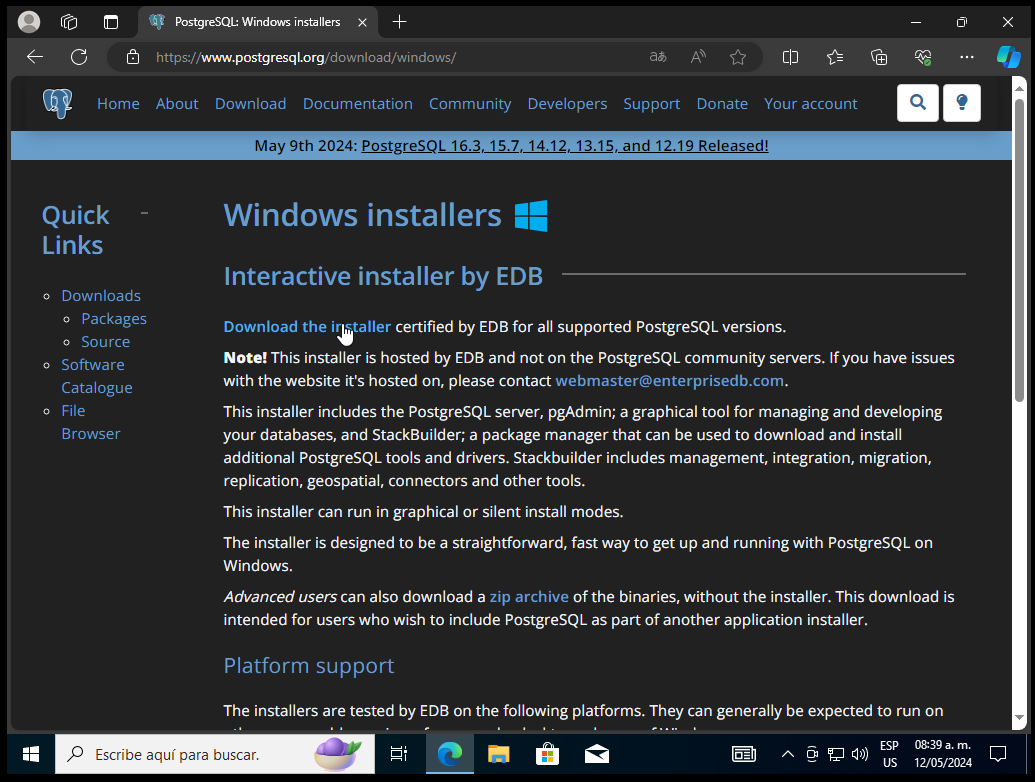 PostgreSQL: Windows installers
https://www.postgresql.org/download/windows/
Home About Download Documentation Community Developers Support Donate Your account
May 9th 2024: PostgreSQL 16.3, 15.7, 14.12, 13.15, and 12.19 Released!
Quick
Links
Downloads
Packages
Source
Software
Catalogue
File
Browser
Windows installers
Interactive installer by EDB
Download the installer certified by EDB for all supported PostgreSQL versions.
Note! This installer is hosted by EDB and not on the PostgreSQL community servers. If you have issues
with the website it's hosted on, please contact webmaster@enterprisedb.com.
This installer includes the PostgreSQL server, pgAdmin; a graphical tool for managing and developing
your databases, and StackBuilder; a package manager that can be used to download and install
additional PostgreSQL tools and drivers. Stackbuilder includes management, integration, migration,
replication, geospatial, connectors and other tools.
This installer can run in graphical or silent install modes.
The installer is designed to be a straightforward, fast way to get up and running with PostgreSQL on
Windows.
Advanced users can also download a zip archive of the binaries, without the installer. This download is
intended for users who wish to include PostgreSQL as part of another application installer.
Platform support
The installers are tested by EDB on the following platforms. They can generally be expected to run on
Escribe aquí para buscar.
ESP
US
08:39 a. m.
12/05/2024